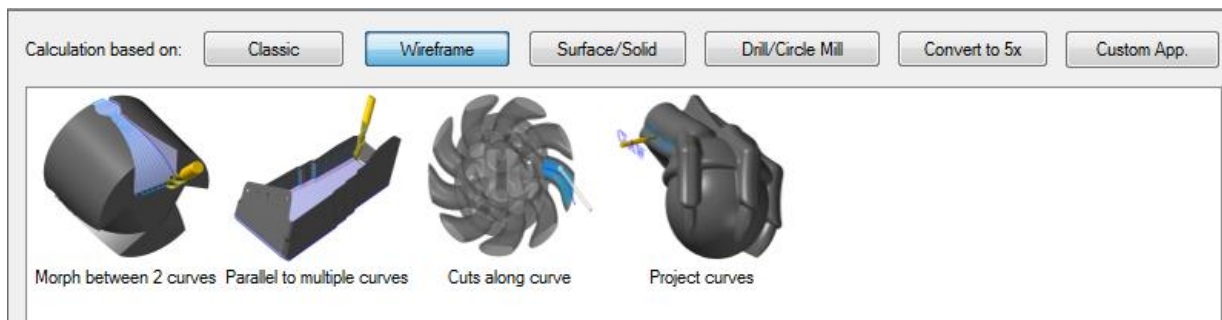 Calculation based on: Classic Wireframe Surface/Solid Drill/Circle Mill Convert to 5x Custom App.
Morph between 2 curves Parallel to multiple curves Cuts along curve Project curves